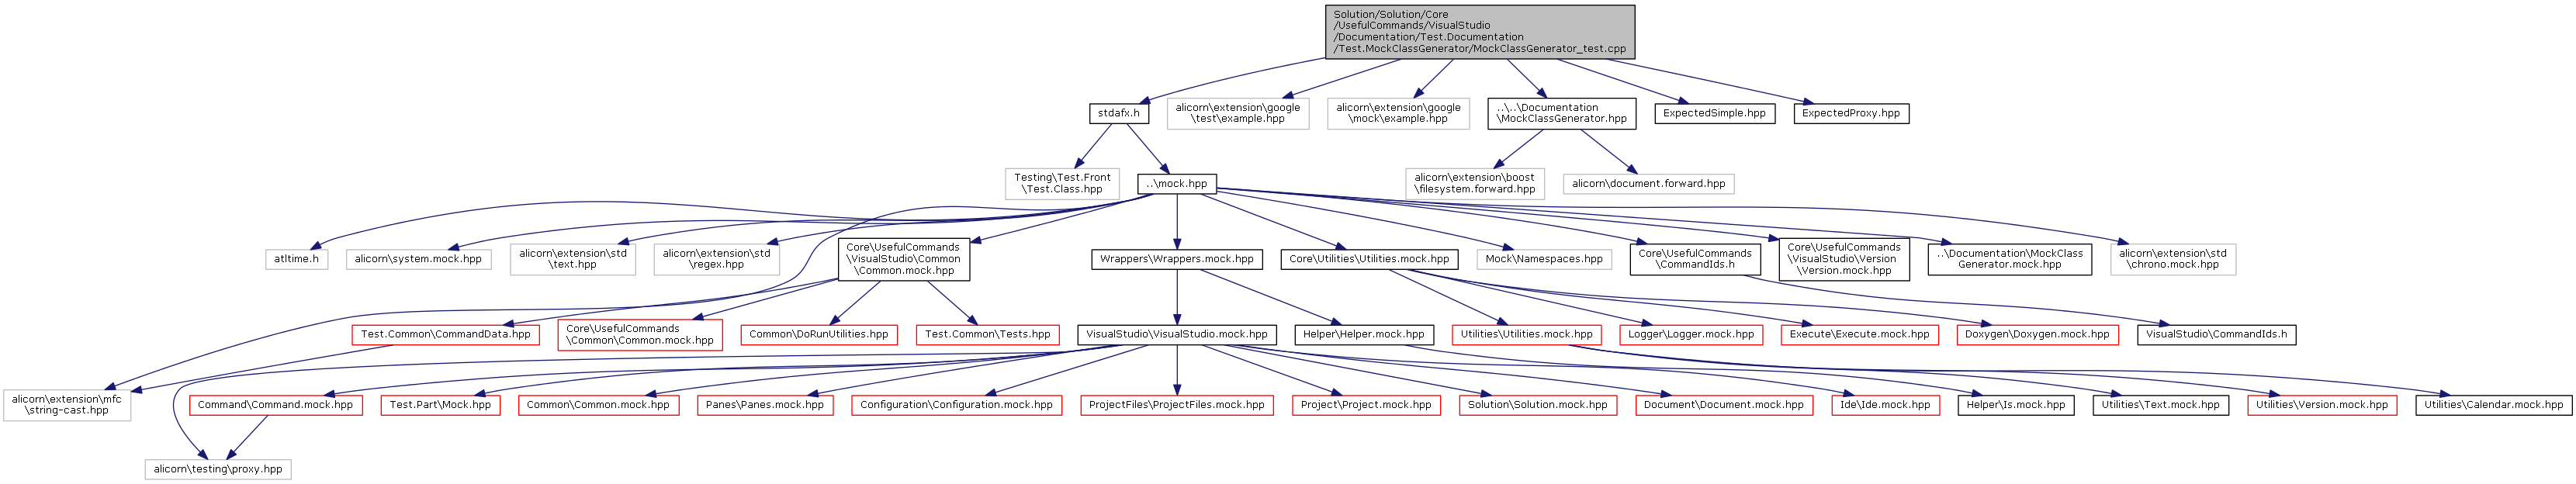 Solution/Solution/Core
/UsefulCommands/VisualStudio
/Documentation/Test.Documentation
/Test.MockClassGenerator/MockClassGenerator_test.cpp
stdafx.h
alicorn\extension\google
\test\example.hpp
alicorn\extension\google
\mock\example.hpp
..\..\Documentation
\MockClassGenerator.hpp
ExpectedSimple.hpp
ExpectedProxy.hpp
Testing\Test.Front
\Test.Class.hpp
..\mock.hpp
alicorn\extension\boost
\filesystem.forward.hpp
alicorn\document.forward.hpp
atltime.h
alicorn\system.mock.hpp
alicorn\extension\std
\text.hpp
alicorn\extension\std
\regex.hpp
Core\UsefulCommands
\VisualStudio\Common
\Common.mock.hpp
Wrappers\Wrappers.mock.hpp
Core\Utilities\Utilities.mock.hpp
Mock\Namespaces.hpp
Core\UsefulCommands
\CommandIds.h
Core\UsefulCommands
\VisualStudio\Version
\Version.mock.hpp
..\Documentation\MockClass
Generator.mock.hpp
alicorn\extension\std
\chrono.mock.hpp
Test.Common\CommandData.hpp
Core\UsefulCommands
\Common\Common.mock.hpp
Common\DoRunUtilities.hpp
Test.Common\Tests.hpp
VisualStudio\VisualStudio.mock.hpp
Helper\Helper.mock.hpp
Utilities\Utilities.mock.hpp
Logger\Logger.mock.hpp
Execute\Execute.mock.hpp
Doxygen\Doxygen.mock.hpp
VisualStudio\CommandIds.h
alicorn\extension\mfc
\string-cast.hpp
Command\Command.mock.hpp
Test.Part\Mock.hpp
Common\Common.mock.hpp
Panes\Panes.mock.hpp
Configuration\Configuration.mock.hpp
ProjectFiles\ProjectFiles.mock.hpp
Project\Project.mock.hpp
Solution\Solution.mock.hpp
Document\Document.mock.hpp
Ide\Ide.mock.hpp
Helper\Is.mock.hpp
Utilities\Text.mock.hpp
Utilities\Version.mock.hpp
Utilities\Calendar.mock.hpp
alicorn\testing\proxy.hpp